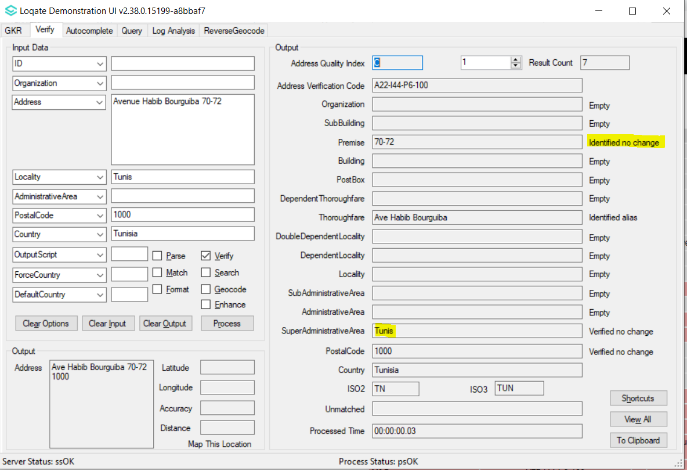 Loqate Demonstration UI v2.38.0.15199-a8bbaf7
GKR Verify Autocomplete Query Log Analysis ReverseGeocode
Input Data
ID
Organization
Address Avenue Habib Bourguiba 70-72
Locality Tunis
AdministrativeArea
PostalCode 1000
Country Tunisia
OutputScript Parse Verify
ForceCountry Match Search
DefaultCountry Format Geocode
Enhance
Clear Options Clear Input Clear Output Process
Output
Address Ave Habib Bourguiba 70-72
1000
Latitude
Longitude
Accuracy
Distance
Map This Location
Output
Address Quality Index C 1 Result Count 7
Address Verification Code A22-I44-P6-100
Organization Empty
SubBuilding Empty
Premise 70-72 Identified no change
Building Empty
PostBox Empty
DependentThoroughfare Empty
Thoroughfare Ave Habib Bourguiba Identified alias
DoubleDependentLocality Empty
DependentLocality Empty
Locality Empty
SubAdministrativeArea Empty
AdministrativeArea Empty
SuperAdministrativeArea Tunis Verified no change
PostalCode 1000 Verified no change
Country Tunisia
ISO2 TN ISO3 TUN
Unmatched
Processed Time 00:00:00.03
Shortcuts
View All
To Clipboard
Server Status: ssOK Process Status: psOK